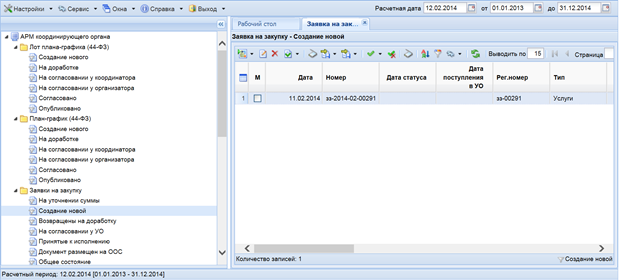 Настройки Сервис Окна Справка Выход Расчетная дата 12.02.2014 от 01.01.2013 до 31.12.2014
АРМ координирующего органа
Лот плана-графика (44-ФЗ)
Создание нового
На доработке
На согласовании у координатора
На согласовании у организатора
Согласовано
Опубликовано
План-график (44-ФЗ)
Создание нового
На доработке
На согласовании у координатора
На согласовании у организатора
Согласовано
Опубликовано
Заявки на закупку
На уточнении суммы
Создание новой
Возвращены на доработку
На согласовании у УО
Принятые к исполнению
Документ размещен на ООС
Общее состояние
Рабочий стол Заявка на зак...
Заявка на закупку - Создание новой
Выводить по 15 Страница
М Дата Номер Дата статуса Дата поступления в УО Рег.номер Тип
1 11.02.2014 зз-2014-02-00291 зз-00291 Услуги
Количество записей: 1 Создание новой
Расчетный период: 12.02.2014 [01.01.2013 - 31.12.2014]